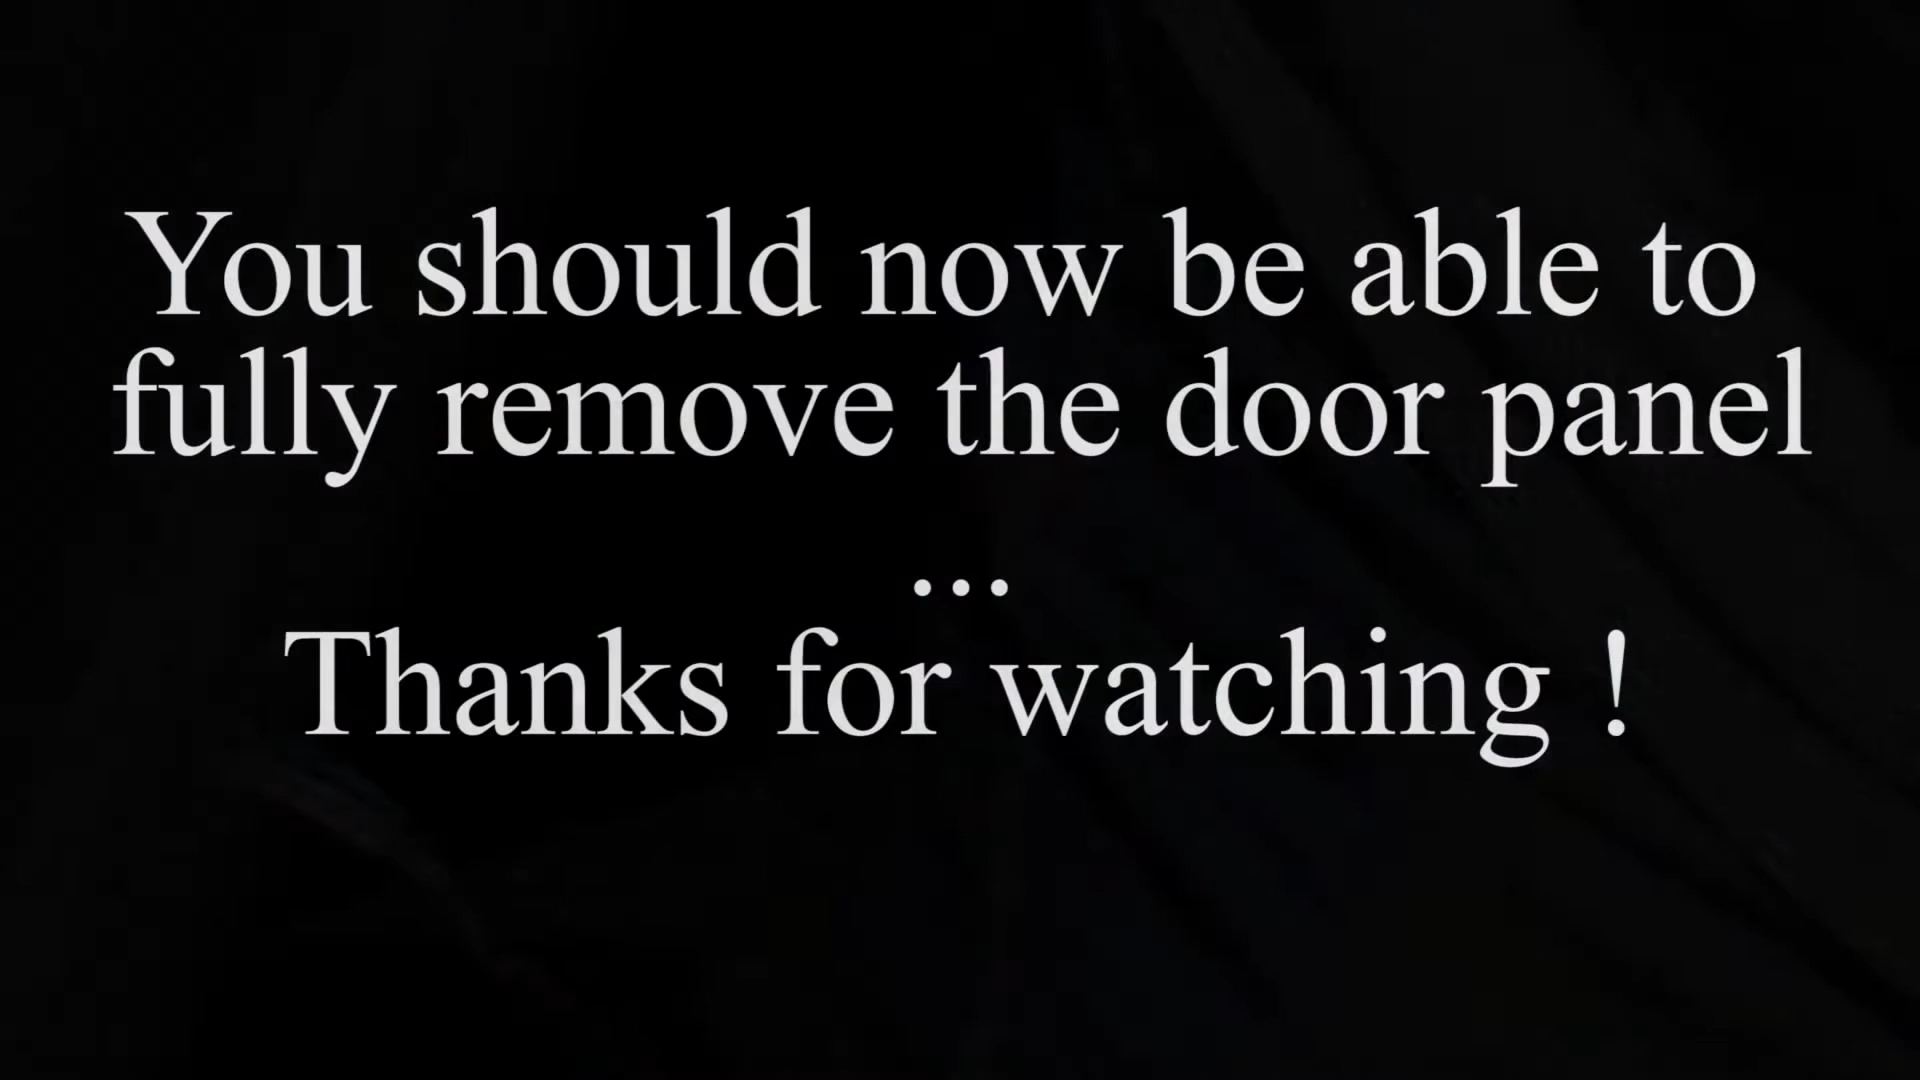 You should now be able to
fully remove the door panel
...
Thanks for watching !